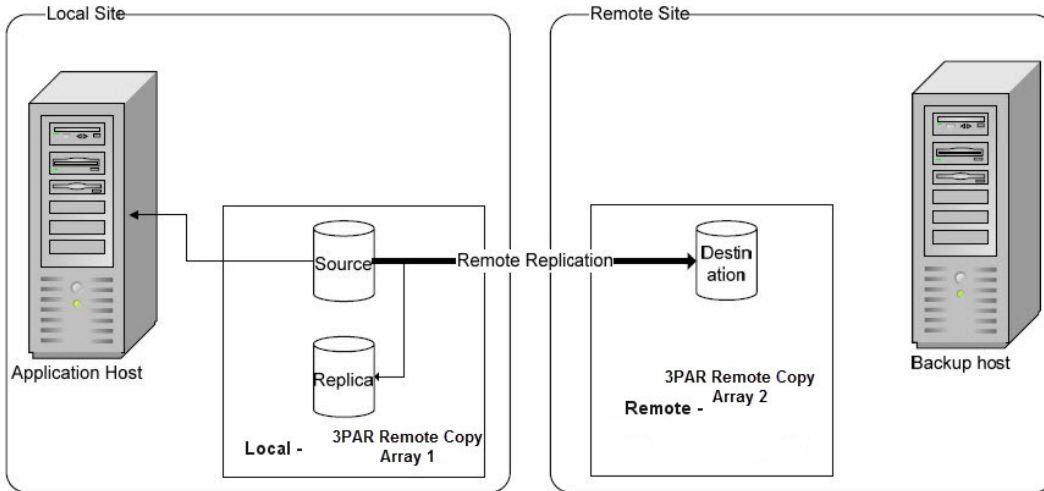 Local Site
Remote Site
Source
Remote Replication
Destin
ation
Application Host
Replica
Backup host
Local -
3PAR Remote Copy
Array 1
3PAR Remote Copy
Array 2
Remote -